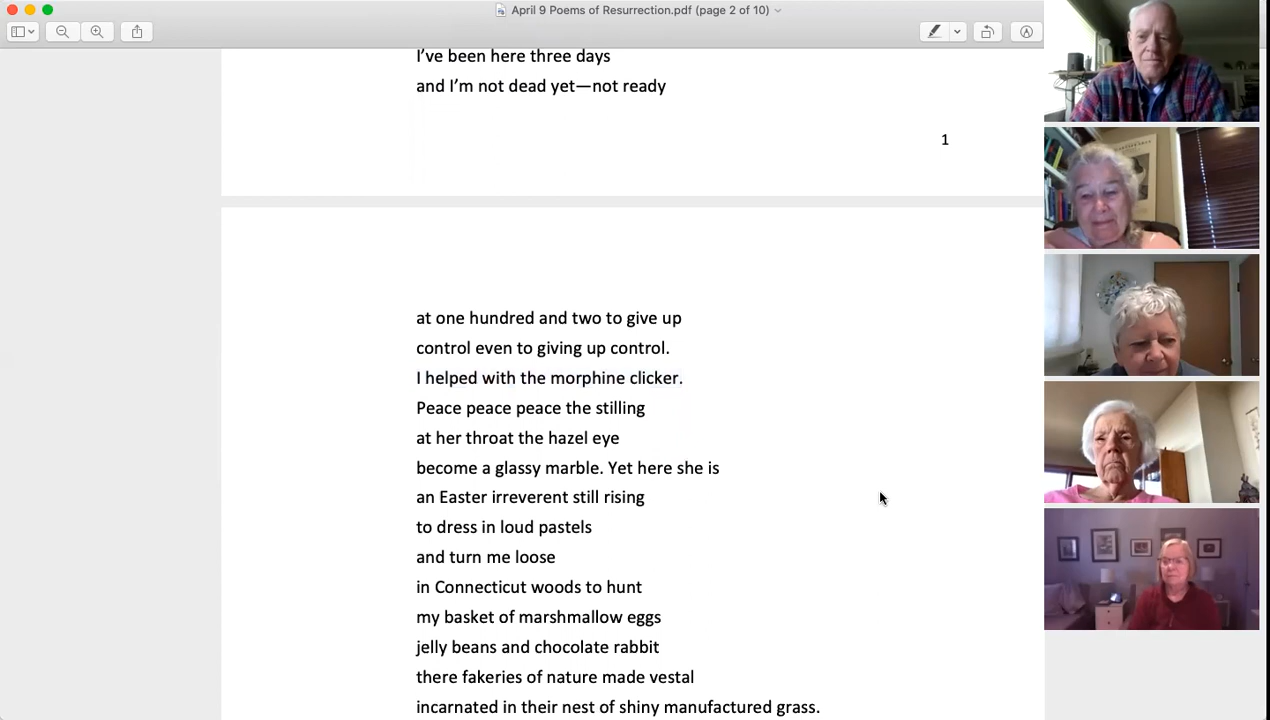 April 9 Poems of Resurrection.pdf (page 2 of 10)
I’ve been here three days
and I’m not dead yet—not ready
1
at one hundred and two to give up
control even to giving up control.
I helped with the morphine clicker.
Peace peace peace the stilling
at her throat the hazel eye
become a glassy marble. Yet here she is
an Easter irreverent still rising
to dress in loud pastels
and turn me loose
in Connecticut woods to hunt
my basket of marshmallow eggs
jelly beans and chocolate rabbit
there fakeries of nature made vestal
incarnated in their nest of shiny manufactured grass.